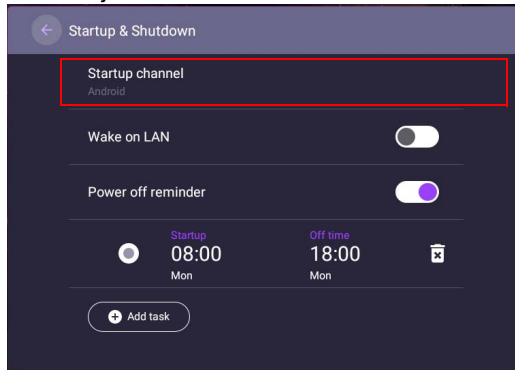 Startup & Shutdown
Startup channel
Android
Wake on LAN
Power off reminder
Startup
Off time
08:00
18:00
Mon
Mon
Add task